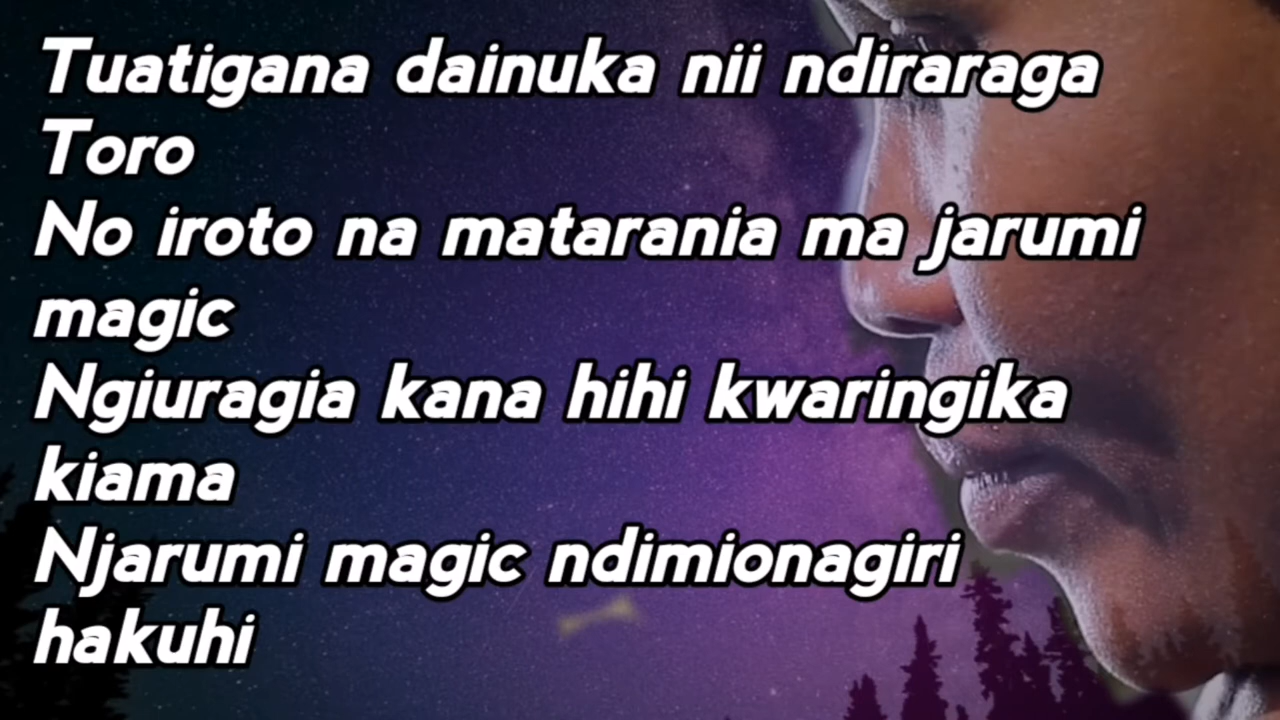 Tuatigana dainuka nii ndiraraga
Toro
No iroto na matarania ma jarumi
magic
Ngiuragia kana hihi kwaringika
kiama
Njarumi magic ndimionagiri
hakuhi